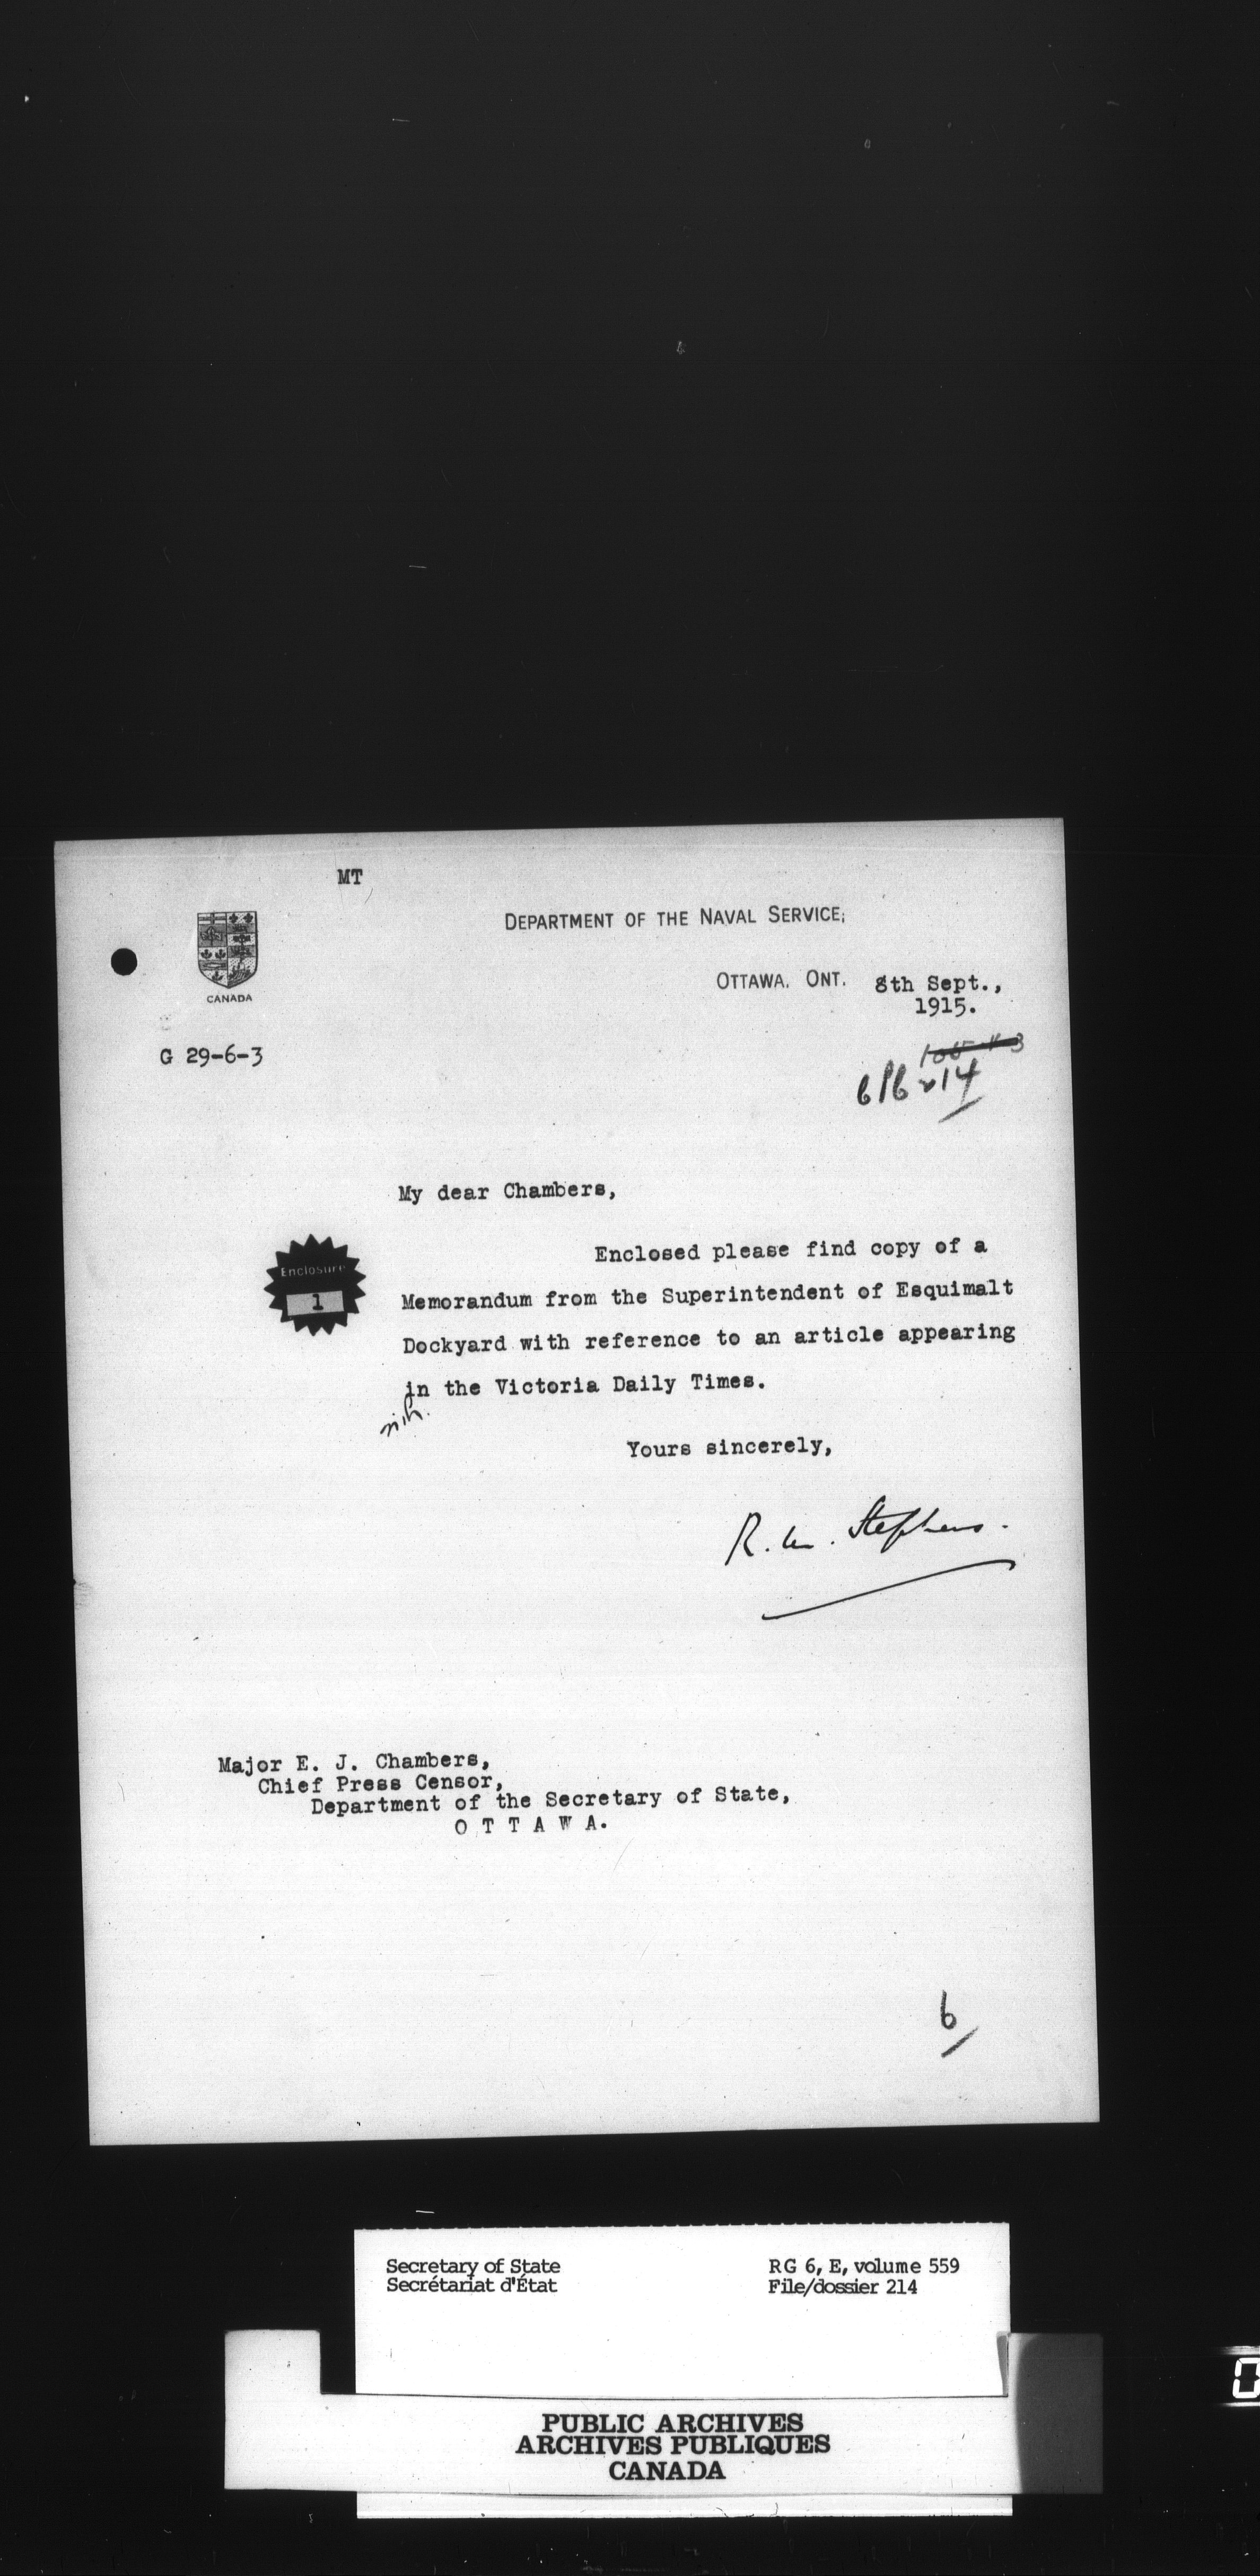 MT
DEPARTMENT OF THE NAVAL SERVICE,
CANADA
OTTAWA. ONT. 8th Sept.,
1915.
G 29-6-3
My dear Chambers,
Enclosed please find copy of a
Enclosure
1
Memorandum from the Superintendent of Esquimalt
Dockyard with reference to an article appearing
in the Victoria Daily Times.
Yours sincerely,
R. W. Stephens.
Major E. J. Chambers,
Chief Press Censor,
Department of the Secretary of State,
O T T A W A.
6
Secretary of State
Secrétariat d'État
RG 6, E, volume 559
File/dossier 214
PUBLIC ARCHIVES
ARCHIVES PUBLIQUES
CANADA
0